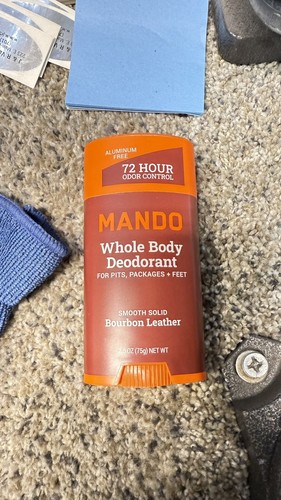 ALUMINUM
FREE
72 HOUR
ODOR CONTROL
MANDO
Whole Body
Deodorant
FOR PITS, PACKAGES + FEET
SMOOTH SOLID
Bourbon Leather
OZ (75g) NET WT